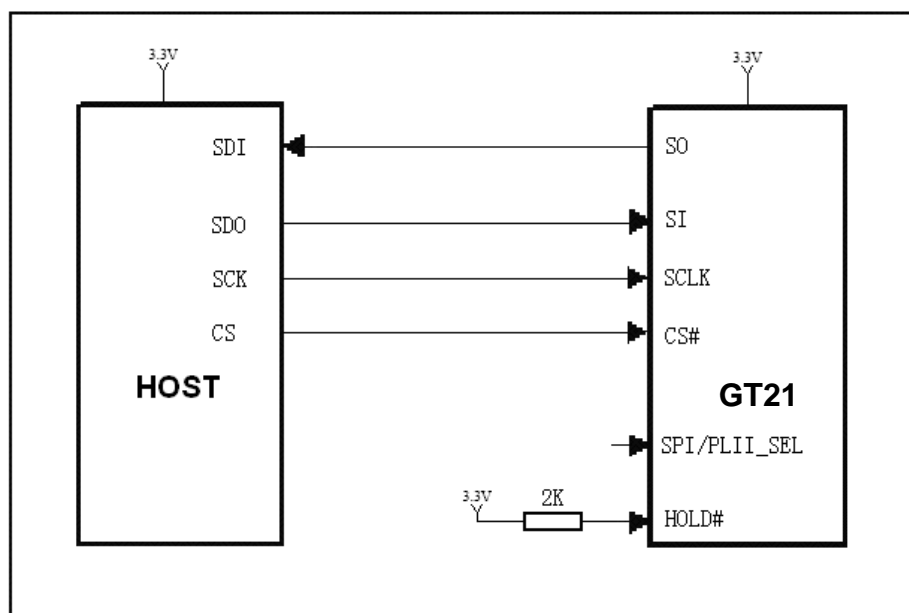 3.3V
3.3V
SDI
SO
SDO
SI
SCK
SCLK
CS
CS#
HOST
GT21
SPI/PLII_SEL
3.3V
2K
HOLD#